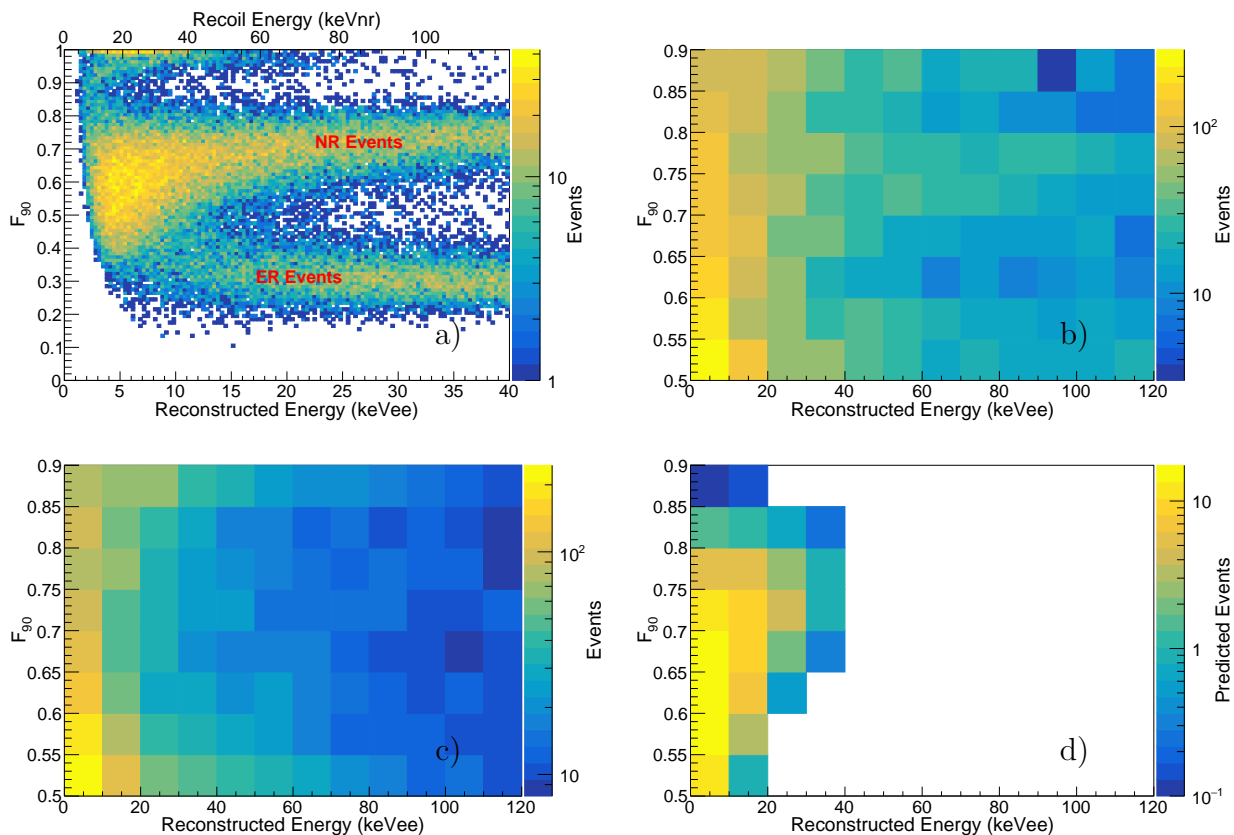 Recoil Energy (keVnr)
0 20 40 60 80 100
1
0.9
0.8
0.7
0.6
0.5
0.4
0.3
0.2
0.1
0
F90
NR Events
ER Events
a)
0 5 10 15 20 25 30 35 40
Reconstructed Energy (keVee)
10
1
Events
0.9
0.85
0.8
0.75
0.7
0.65
0.6
0.55
0.5
F90
b)
0 20 40 60 80 100 120
Reconstructed Energy (keVee)
10²
10
Events
0.9
0.85
0.8
0.75
0.7
0.65
0.6
0.55
0.5
F90
c)
0 20 40 60 80 100 120
Reconstructed Energy (keVee)
10²
10
Events
0.9
0.85
0.8
0.75
0.7
0.65
0.6
0.55
0.5
F90
d)
0 20 40 60 80 100 120
Reconstructed Energy (keVee)
10
1
10⁻¹
Predicted Events